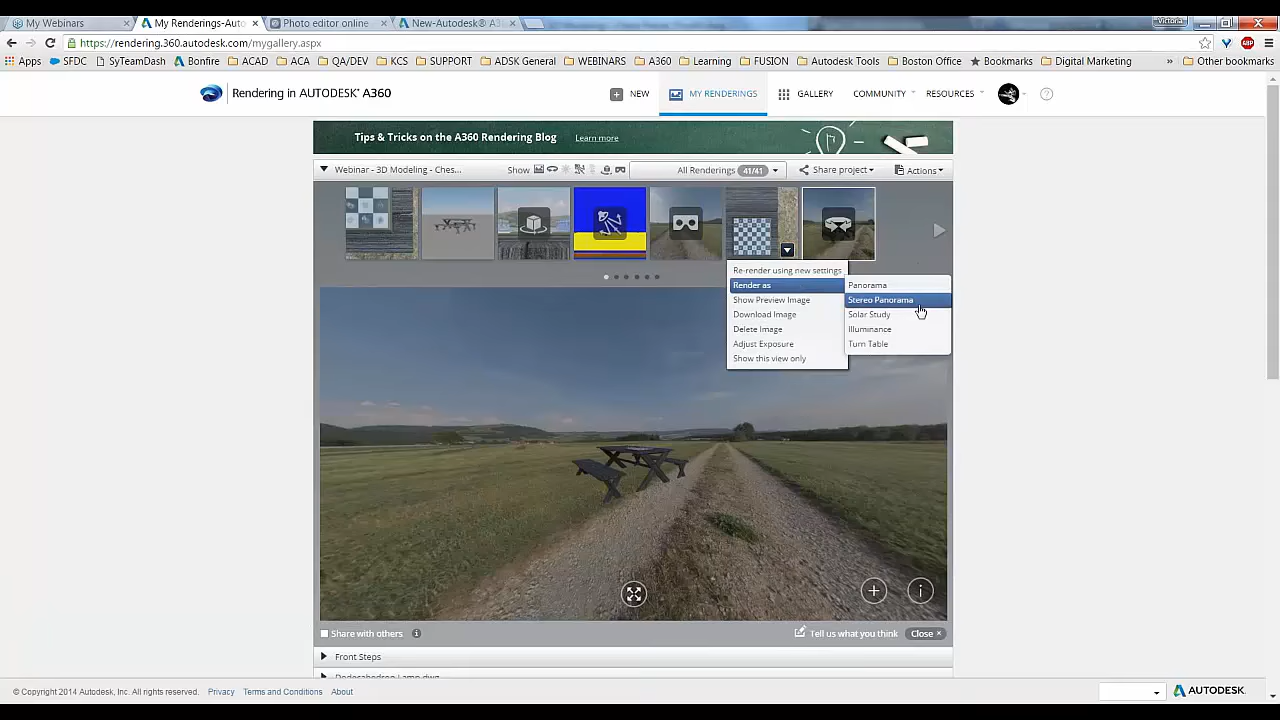 My Webinars
My Renderings-Auto
Photo editor online
New-Autodesk® A3
Victoria
https://rendering.360.autodesk.com/mygallery.aspx
ABP
Apps SFDC SyTeamDash Bonfire ACAD ACA QA/DEV KCS SUPPORT ADSK General WEBINARS A360 Learning FUSION Autodesk Tools Boston Office Bookmarks Digital Marketing » Other bookmarks
Rendering in AUTODESK® A360
NEW MY RENDERINGS GALLERY COMMUNITY RESOURCES
Tips & Tricks on the A360 Rendering Blog Learn more
Webinar - 3D Modeling - Ches... Show All Renderings 41/41 Share project Actions
Re-render using new settings
Render as
Show Preview Image
Download Image
Delete Image
Adjust Exposure
Show this view only
Panorama
Stereo Panorama
Solar Study
Illuminance
Turn Table
Share with others
Tell us what you think Close ×
Front Steps
Dodecahedron Lamp.dwg
© Copyright 2014 Autodesk, Inc. All rights reserved. Privacy Terms and Conditions About
AUTODESK.